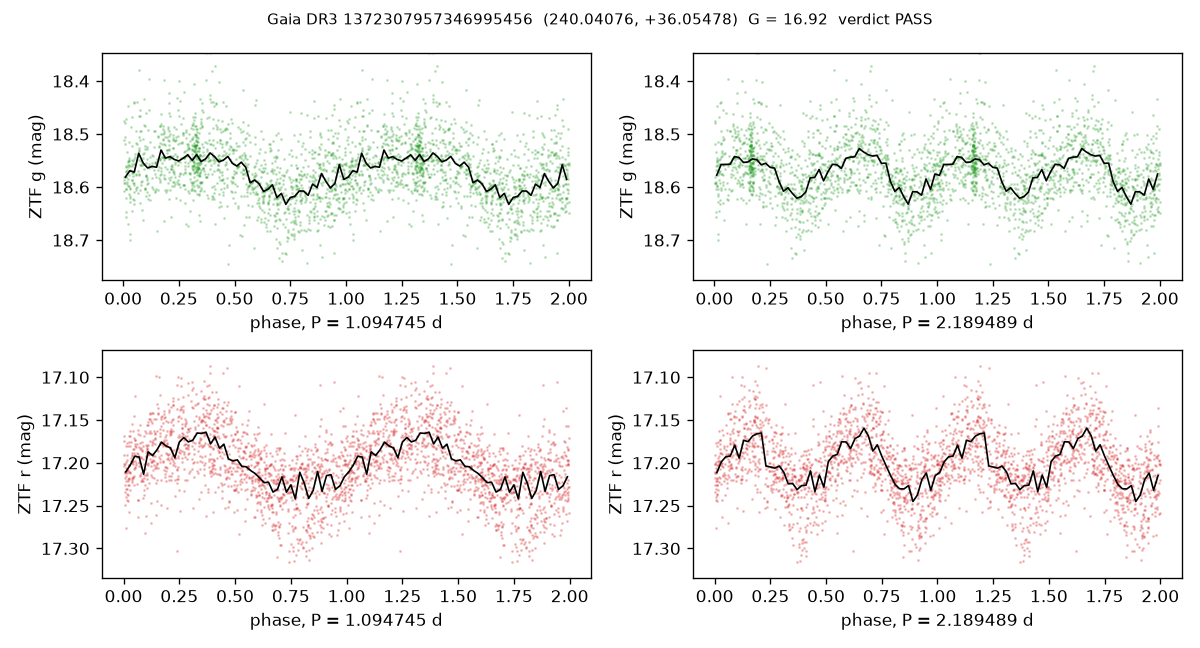 Gaia DR3 1372307957346995456 (240.04076, +36.05478) G = 16.92 verdict PASS
ZTF g (mag)
18.4
18.5
18.6
18.7
0.00 0.25 0.50 0.75 1.00 1.25 1.50 1.75 2.00
phase, P = 1.094745 d
ZTF g (mag)
18.4
18.5
18.6
18.7
0.00 0.25 0.50 0.75 1.00 1.25 1.50 1.75 2.00
phase, P = 2.189489 d
ZTF r (mag)
17.10
17.15
17.20
17.25
17.30
0.00 0.25 0.50 0.75 1.00 1.25 1.50 1.75 2.00
phase, P = 1.094745 d
ZTF r (mag)
17.10
17.15
17.20
17.25
17.30
0.00 0.25 0.50 0.75 1.00 1.25 1.50 1.75 2.00
phase, P = 2.189489 d